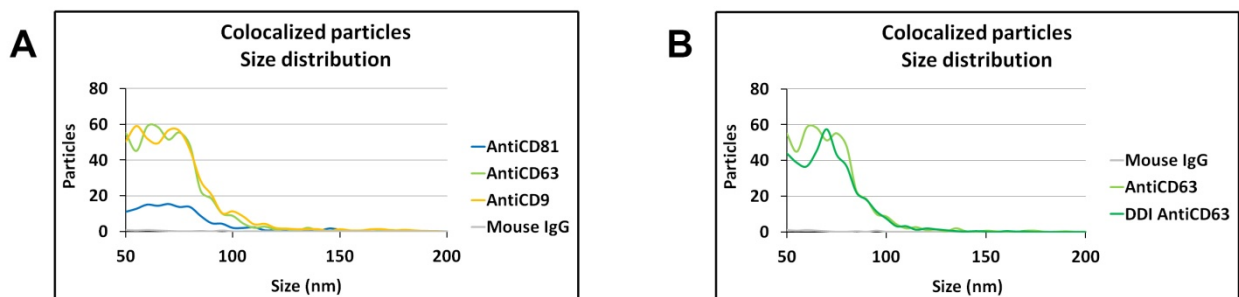 A
Colocalized particles
Size distribution
Particles
80
60
40
20
0
50
100
150
200
Size (nm)
AntiCD81
AntiCD63
AntiCD9
Mouse IgG
B
Colocalized particles
Size distribution
Particles
80
60
40
20
0
50
100
150
200
Size (nm)
Mouse IgG
AntiCD63
DDI AntiCD63